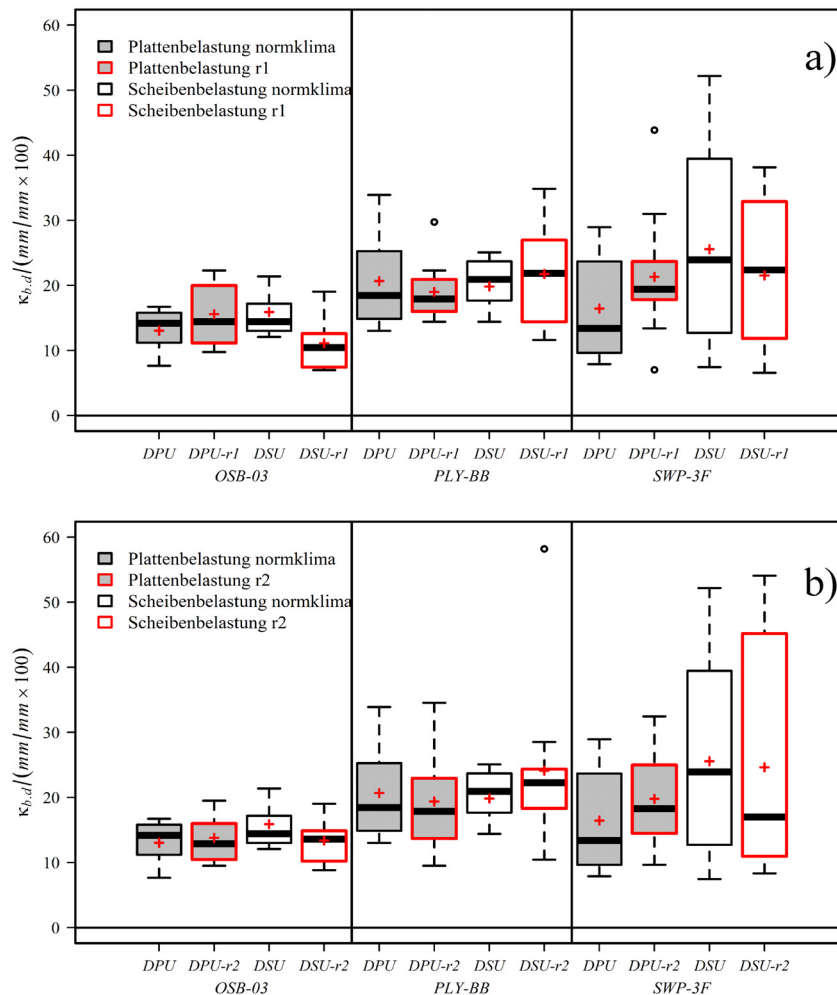 a)
Plattenbelastung normklima
Plattenbelastung r1
Scheibenbelastung normklima
Scheibenbelastung r1
60
50
40
30
20
10
0
κb.d/(mm/mm × 100)
DPU DPU-r1 DSU DSU-r1 DPU DPU-r1 DSU DSU-r1 DPU DPU-r1 DSU DSU-r1
OSB-03 PLY-BB SWP-3F
b)
Plattenbelastung normklima
Plattenbelastung r2
Scheibenbelastung normklima
Scheibenbelastung r2
60
50
40
30
20
10
0
κb.d/(mm/mm × 100)
DPU DPU-r2 DSU DSU-r2 DPU DPU-r2 DSU DSU-r2 DPU DPU-r2 DSU DSU-r2
OSB-03 PLY-BB SWP-3F